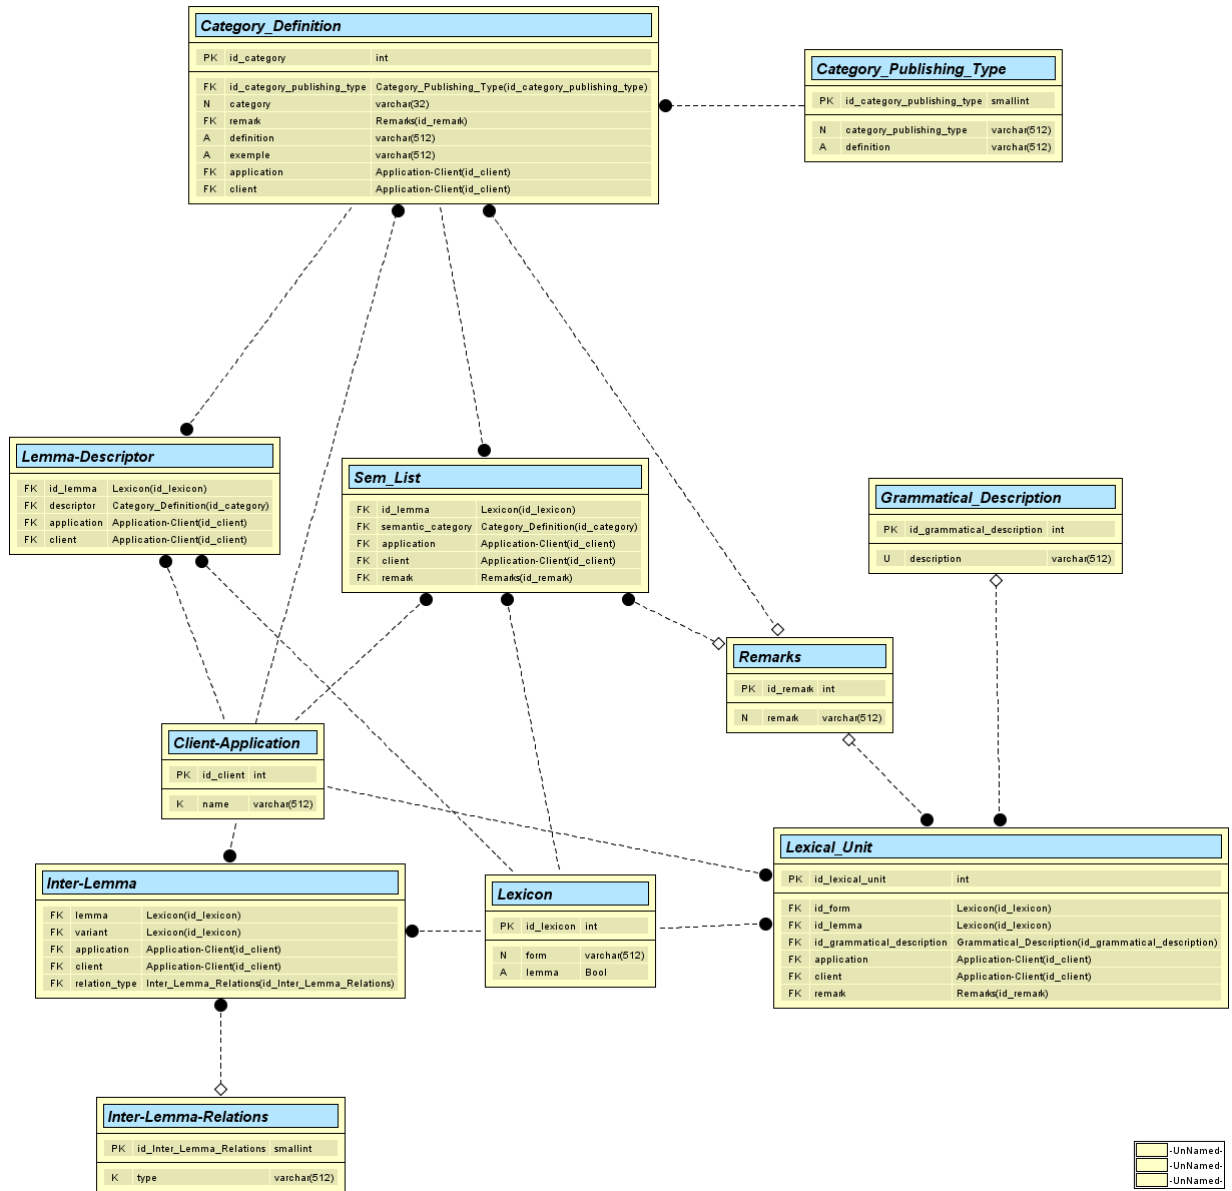 Category_Definition
PK id_category int
FK id_category_publishing_type Category_Publishing_Type(id_category_publishing_type)
N category varchar(32)
FK remark Remarks(id_remark)
A definition varchar(512)
A exemple varchar(512)
FK application Application-Client(id_client)
FK client Application-Client(id_client)
Category_Publishing_Type
PK id_category_publishing_type smallint
N category_publishing_type varchar(512)
A definition varchar(512)
Lemma-Descriptor
FK id_lemma Lexicon(id_lexicon)
FK descriptor Category_Definition(id_category)
FK application Application-Client(id_client)
FK client Application-Client(id_client)
Sem_List
FK id_lemma Lexicon(id_lexicon)
FK semantic_category Category_Definition(id_category)
FK application Application-Client(id_client)
FK client Application-Client(id_client)
FK remark Remarks(id_remark)
Grammatical_Description
PK id_grammatical_description int
U description varchar(512)
Remarks
PK id_remark int
N remark varchar(512)
Client-Application
PK id_client int
K name varchar(512)
Lexical_Unit
PK id_lexical_unit int
FK id_form Lexicon(id_lexicon)
FK id_lemma Lexicon(id_lexicon)
FK id_grammatical_description Grammatical_Description(id_grammatical_description)
FK application Application-Client(id_client)
FK client Application-Client(id_client)
FK remark Remarks(id_remark)
Inter-Lemma
FK lemma Lexicon(id_lexicon)
FK variant Lexicon(id_lexicon)
FK application Application-Client(id_client)
FK client Application-Client(id_client)
FK relation_type Inter_Lemma_Relations(id_Inter_Lemma_Relations)
Lexicon
PK id_lexicon int
N form varchar(512)
A lemma Bool
Inter-Lemma-Relations
PK id_Inter_Lemma_Relations smallint
K type varchar(512)
-UnNamed-
-UnNamed-
-UnNamed-